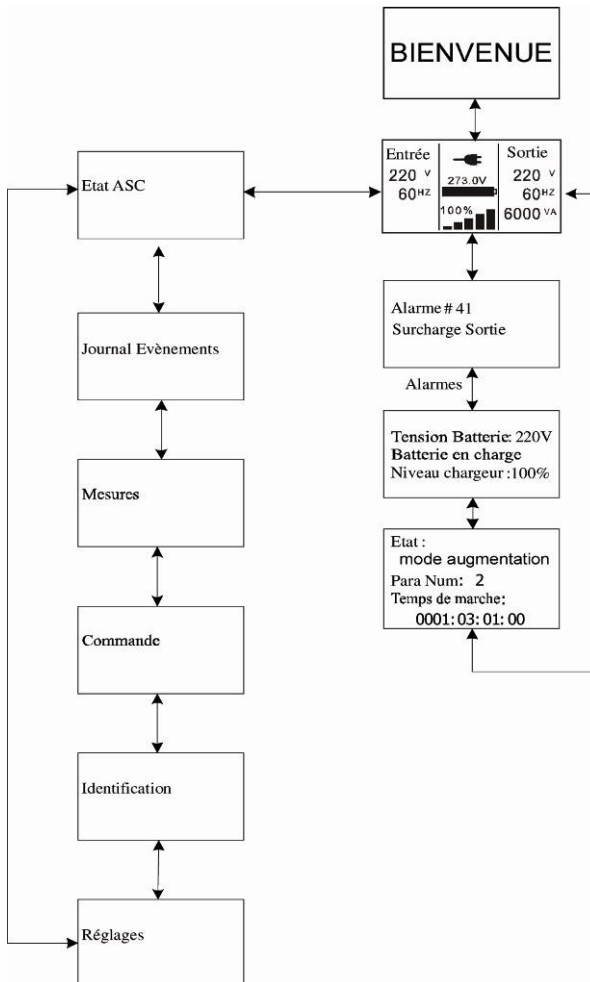 BIENVENUE
Entrée
220 V
60HZ
273.0V
100%
Sortie
220 V
60HZ
6000 VA
Alarme # 41
Surcharge Sortie
Alarmes
Tension Batterie: 220V
Batterie en charge
Niveau chargeur :100%
Etat :
mode augmentation
Para Num: 2
Temps de marche:
0001:03:01:00
Etat ASC
Journal Evènements
Mesures
Commande
Identification
Réglages